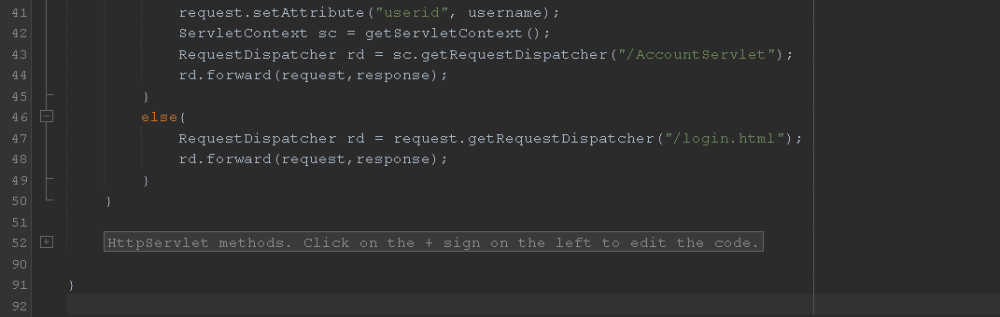 41 request.setAttribute("userid", username);
42 ServletContext sc = getServletContext();
43 RequestDispatcher rd = sc.getRequestDispatcher("/AccountServlet");
44 rd.forward(request,response);
45 }
46 else{
47 RequestDispatcher rd = request.getRequestDispatcher("/login.html");
48 rd.forward(request,response);
49 }
50 }
51
52 HttpServlet methods. Click on the + sign on the left to edit the code.
90
91 }
92